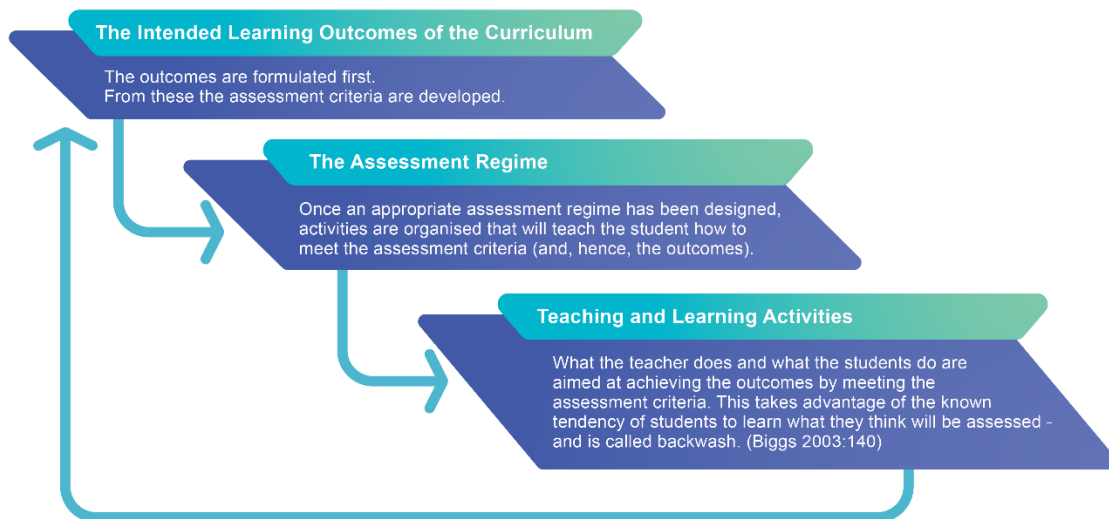 The Intended Learning Outcomes of the Curriculum
The outcomes are formulated first.
From these the assessment criteria are developed.
The Assessment Regime
Once an appropriate assessment regime has been designed,
activities are organised that will teach the student how to
meet the assessment criteria (and, hence, the outcomes).
Teaching and Learning Activities
What the teacher does and what the students do are
aimed at achieving the outcomes by meeting the
assessment criteria. This takes advantage of the known
tendency of students to learn what they think will be assessed -
and is called backwash. (Biggs 2003:140)